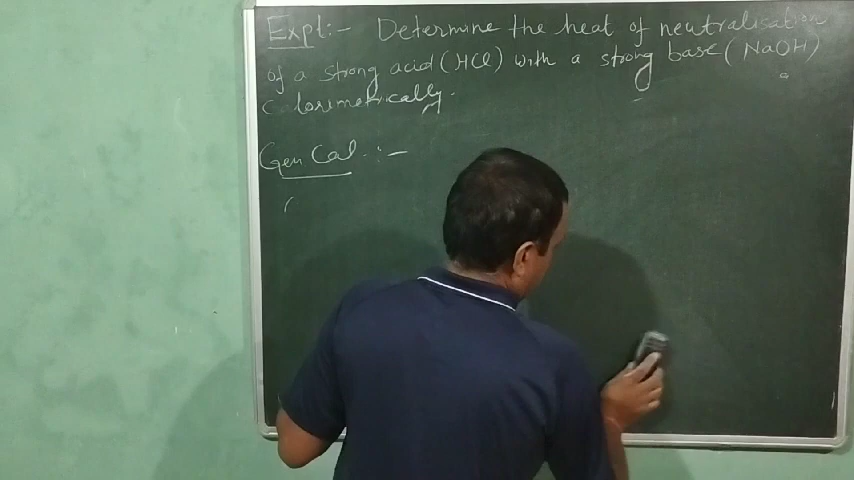 Expt:- Determine the heat of neutralisation
of a strong acid (HCl) with a strong base (NaOH)
Calorimetrically.
Gen Cal :-
(